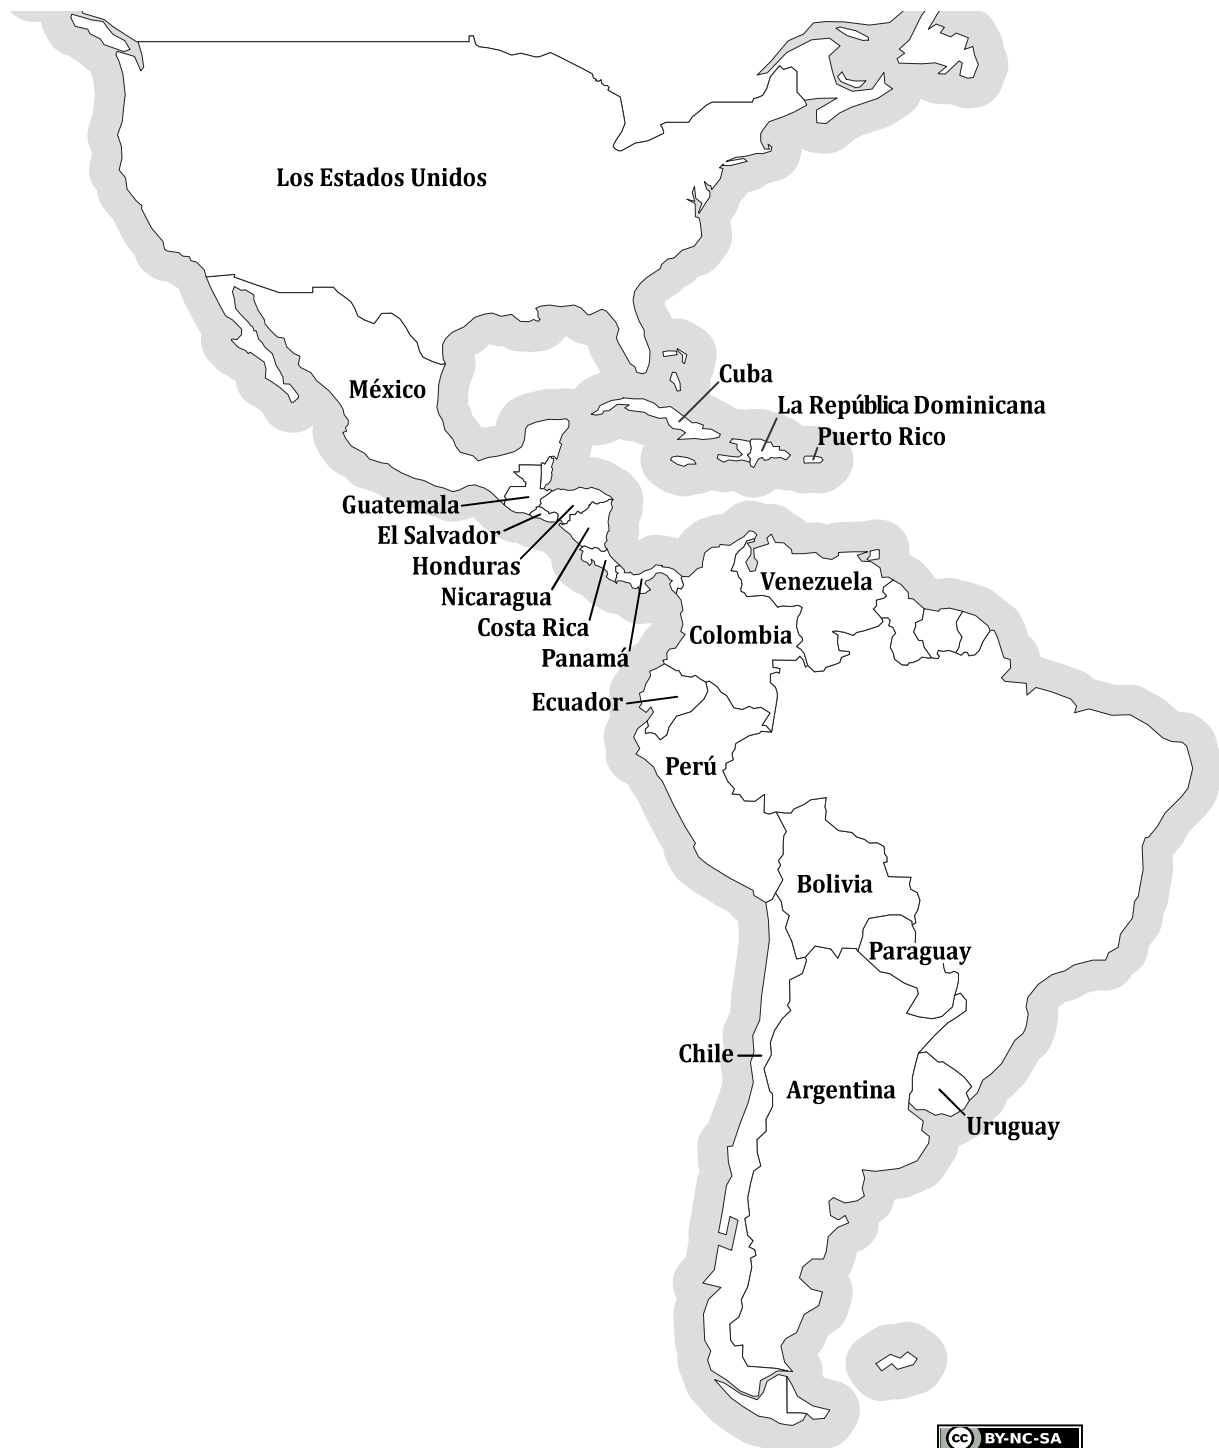 Los Estados Unidos
México
Cuba
La República Dominicana
Puerto Rico
Guatemala
El Salvador
Honduras
Nicaragua
Costa Rica
Panamá
Venezuela
Colombia
Ecuador
Perú
Bolivia
Paraguay
Chile
Argentina
Uruguay
cc BY-NC-SA